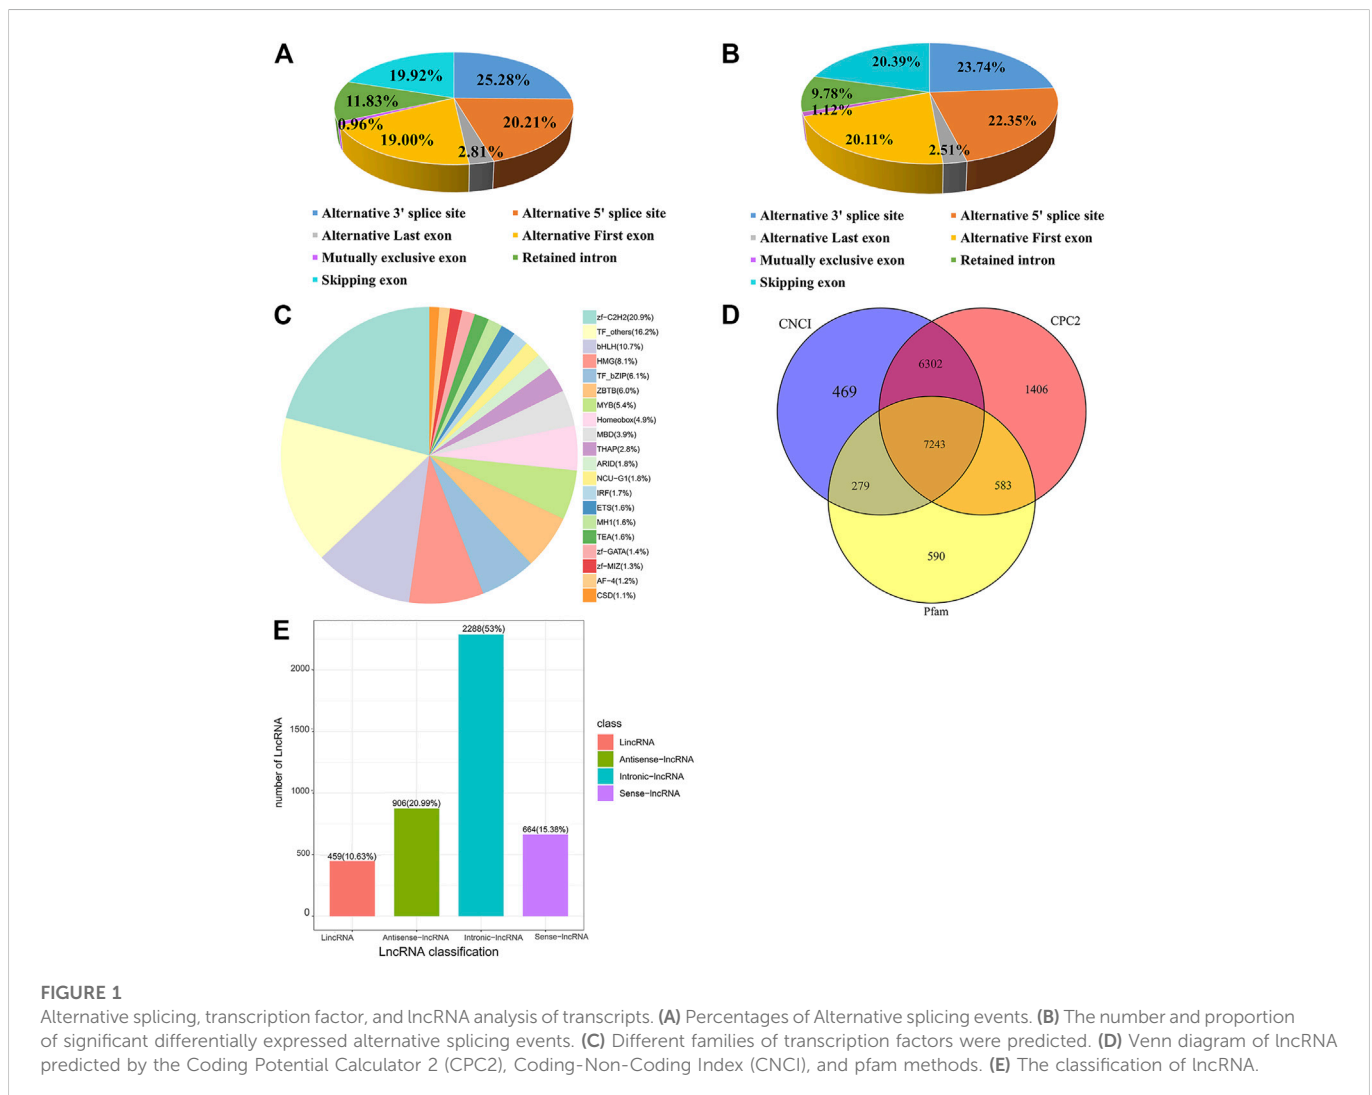 A
19.92%
25.28%
11.83%
0.96%
20.21%
19.00%
2.81%
Alternative 3' splice site
Alternative 5' splice site
Alternative Last exon
Alternative First exon
Mutually exclusive exon
Retained intron
Skipping exon
B
20.39%
23.74%
9.78%
1.12%
22.35%
20.11%
2.51%
Alternative 3' splice site
Alternative 5' splice site
Alternative Last exon
Alternative First exon
Mutually exclusive exon
Retained intron
Skipping exon
C
zf-C2H2(20.9%)
TF_others(16.2%)
bHLH(10.7%)
HMG(8.1%)
TF_bZIP(6.1%)
ZBTB(6.0%)
MYB(5.4%)
Homeobox(4.9%)
MBD(3.9%)
THAP(2.8%)
ARID(1.8%)
NCU-G1(1.8%)
IRF(1.7%)
ETS(1.6%)
MH1(1.6%)
TEA(1.6%)
zf-GATA(1.4%)
zf-MIZ(1.3%)
AF-4(1.2%)
CSD(1.1%)
D
CNCI
CPC2
6302
469
1406
7243
279
583
590
Pfam
E
2288(53%)
2000
1500
1000
500
0
number of LncRNA
906(20.99%)
664(15.38%)
459(10.63%)
LincRNA
Antisense-lncRNA
Intronic-lncRNA
Sense-lncRNA
LncRNA classification
class
LincRNA
Antisense-lncRNA
Intronic-lncRNA
Sense-lncRNA
FIGURE 1
Alternative splicing, transcription factor, and lncRNA analysis of transcripts. (A) Percentages of Alternative splicing events. (B) The number and proportion
of significant differentially expressed alternative splicing events. (C) Different families of transcription factors were predicted. (D) Venn diagram of lncRNA
predicted by the Coding Potential Calculator 2 (CPC2), Coding-Non-Coding Index (CNCI), and pfam methods. (E) The classification of lncRNA.